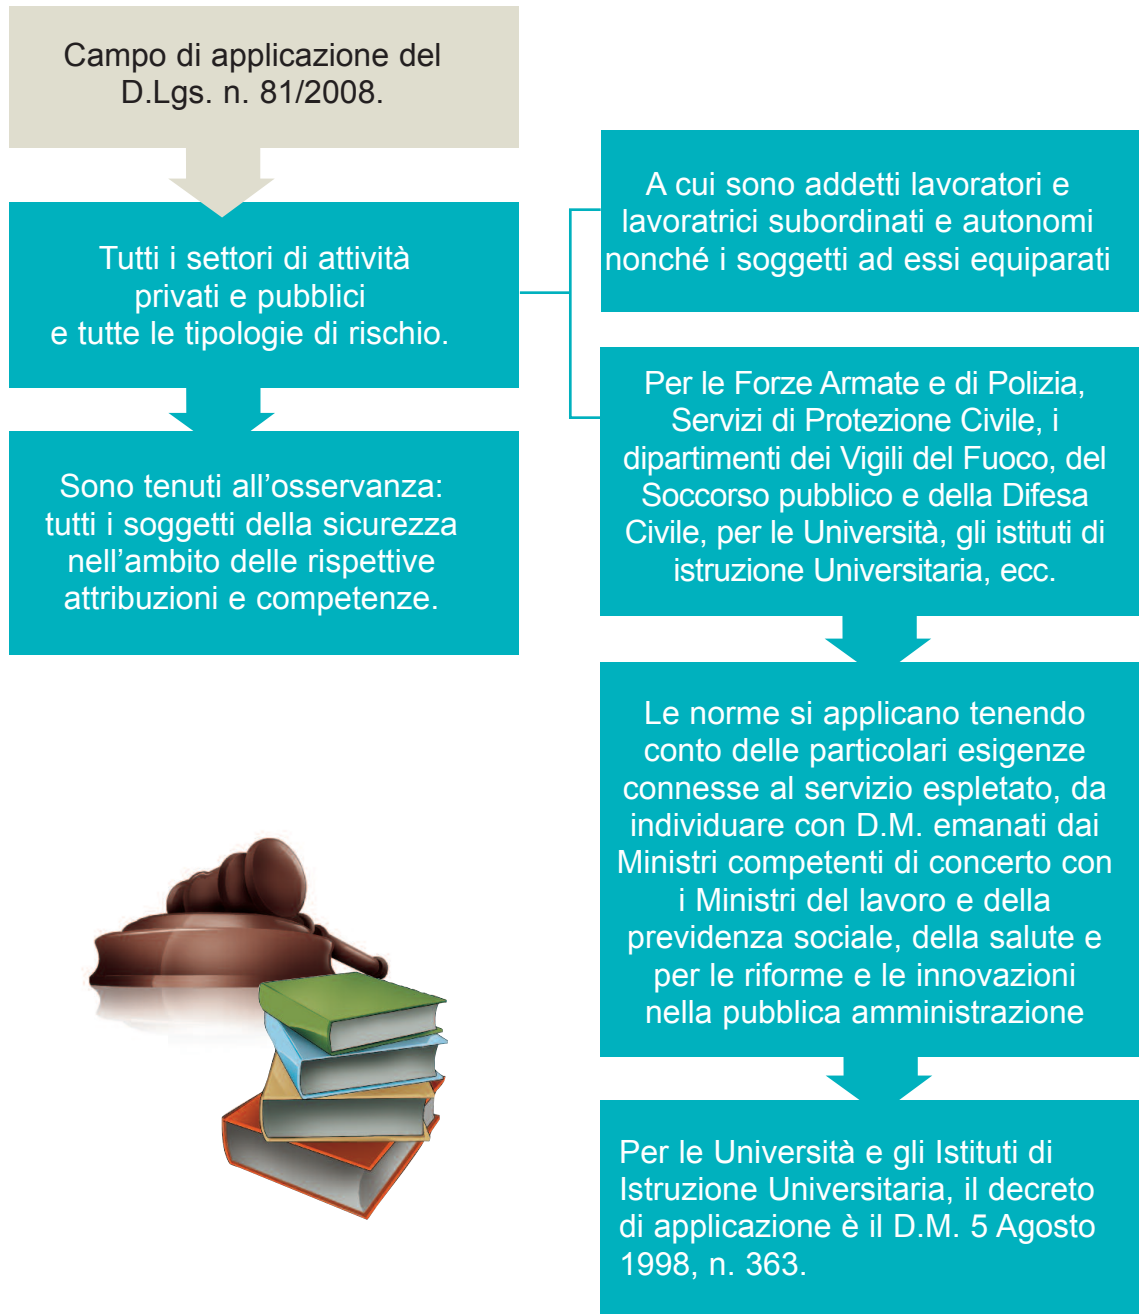 Campo di applicazione del
D.Lgs. n. 81/2008.
Tutti i settori di attività
privati e pubblici
e tutte le tipologie di rischio.
Sono tenuti all’osservanza:
tutti i soggetti della sicurezza
nell’ambito delle rispettive
attribuzioni e competenze.
A cui sono addetti lavoratori e
lavoratrici subordinati e autonomi
nonché i soggetti ad essi equiparati
Per le Forze Armate e di Polizia,
Servizi di Protezione Civile, i
dipartimenti dei Vigili del Fuoco, del
Soccorso pubblico e della Difesa
Civile, per le Università, gli istituti di
istruzione Universitaria, ecc.
Le norme si applicano tenendo
conto delle particolari esigenze
connesse al servizio espletato, da
individuare con D.M. emanati dai
Ministri competenti di concerto con
i Ministri del lavoro e della
previdenza sociale, della salute e
per le riforme e le innovazioni
nella pubblica amministrazione
Per le Università e gli Istituti di
Istruzione Universitaria, il decreto
di applicazione è il D.M. 5 Agosto
1998, n. 363.